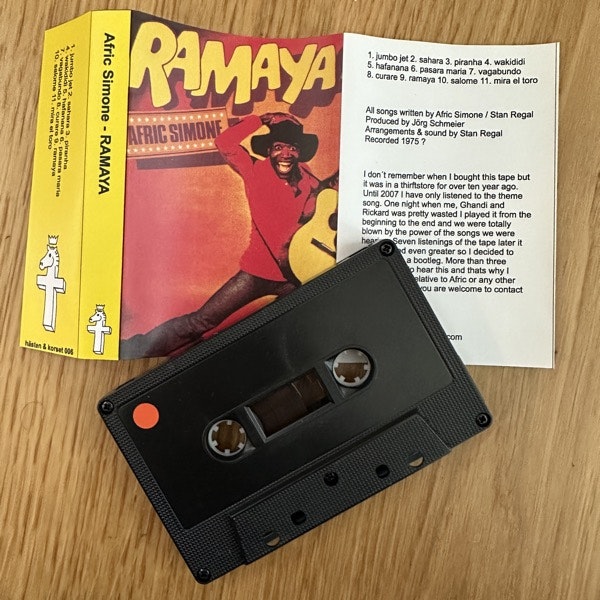 1. jumbo jet 2. sahara 3. piranha
4. wakididi 5. hafanana 6. pasara maria
7. vagabundo 8. curare 9. ramaya
10. salome 11. mira el toro
Afric Simone - RAMAYA
hästen & korset 006
RAMAYA
AFRIC SIMONE
1. jumbo jet 2. sahara 3. piranha 4. wakididi
5. hafanana 6. pasara maria 7. vagabundo
8. curare 9. ramaya 10. salome 11. mira el toro
All songs written by Afric Simone / Stan Regal
Produced by Jörg Schmeier
Arrangements & sound by Stan Regal
Recorded 1975 ?
I don´t remember when I bought this tape but
it was in a thirftstore for over ten year ago.
Until 2007 I have only listened to the theme
song. One night when me, Ghandi and
Rickard was pretty wasted I played it from the
beginning to the end and we were totally
blown by the power of the songs we were
Seven listenings of the tape later it
even greater so I decided to
a bootleg. More than three
to hear this and thats why I
relative to Afric or any other
you are welcome to contact
.com